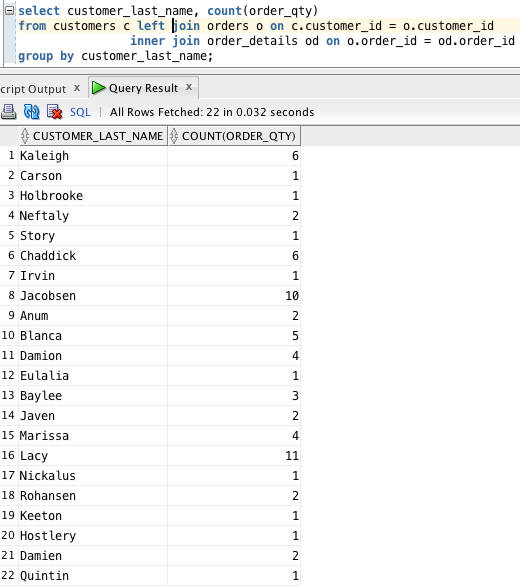 select customer_last_name, count(order_qty)
from customers c left join orders o on c.customer_id = o.customer_id
inner join order_details od on o.order_id = od.order_id
group by customer_last_name;
cript Output x Query Result x
SQL | All Rows Fetched: 22 in 0.032 seconds
CUSTOMER_LAST_NAME COUNT(ORDER_QTY)
1 Kaleigh 6
2 Carson 1
3 Holbrooke 1
4 Neftaly 2
5 Story 1
6 Chaddick 6
7 Irvin 1
8 Jacobsen 10
9 Anum 2
10 Blanca 5
11 Damion 4
12 Eulalia 1
13 Baylee 3
14 Javen 2
15 Marissa 4
16 Lacy 11
17 Nickalus 1
18 Rohansen 2
19 Keeton 1
20 Hostlery 1
21 Damien 2
22 Quintin 1